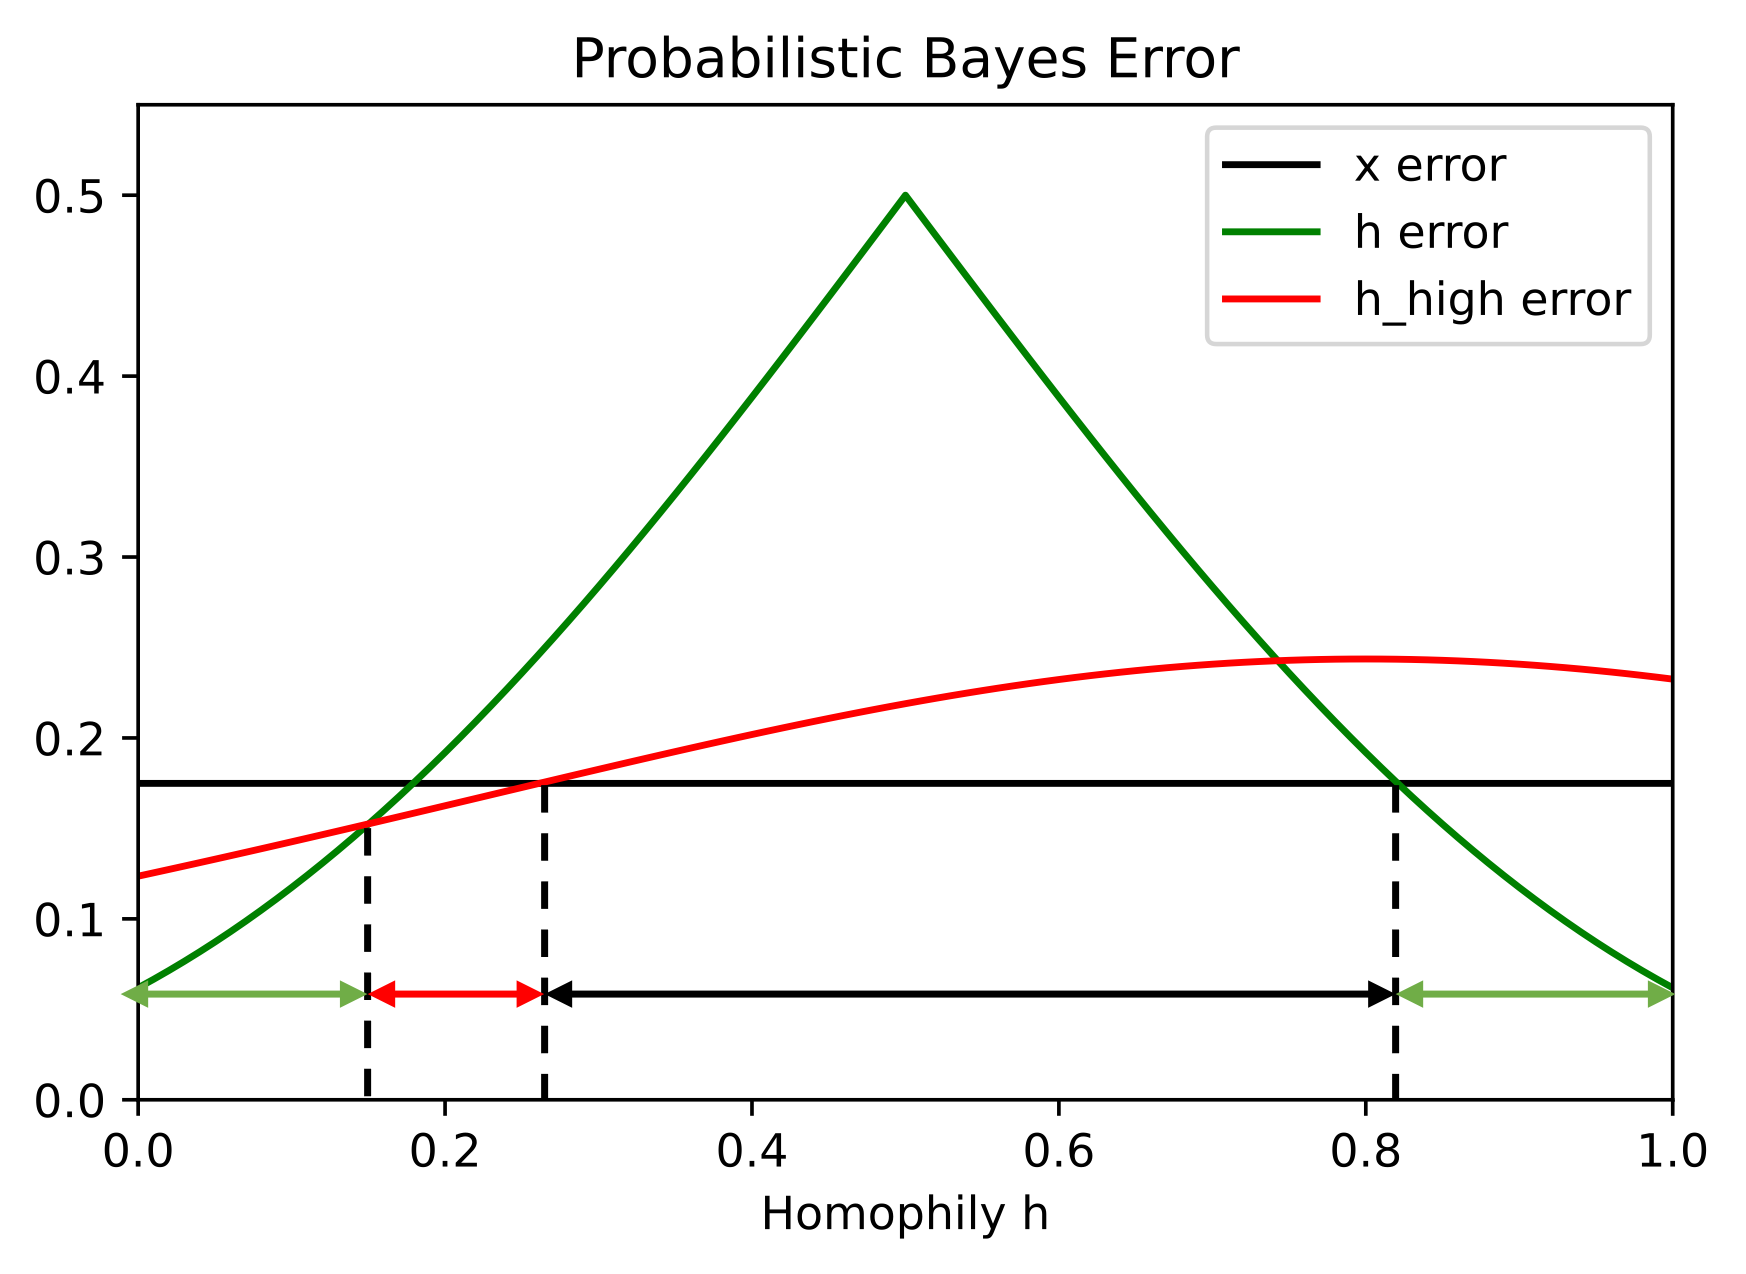 Probabilistic Bayes Error
x error
h error
h_high error
0.5
0.4
0.3
0.2
0.1
0.0
0.0 0.2 0.4 0.6 0.8 1.0
Homophily h